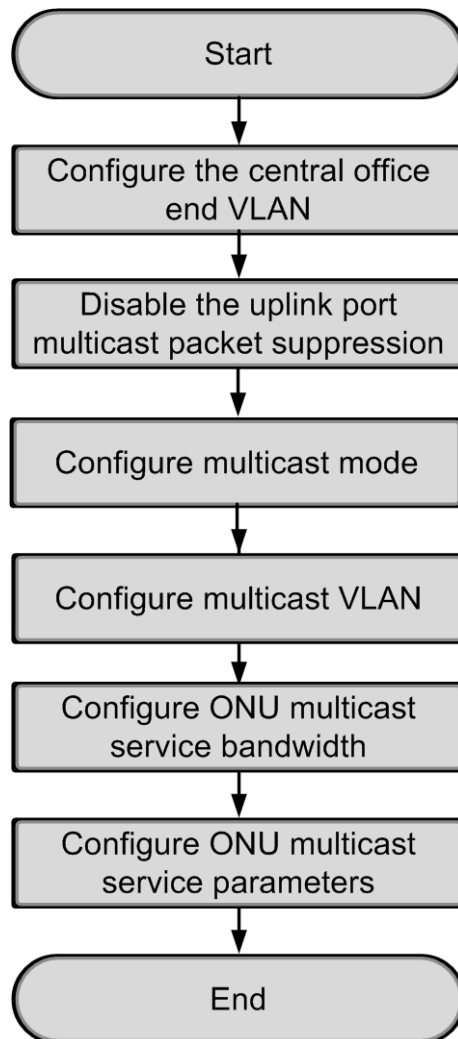 Start
Configure the central office
end VLAN
Disable the uplink port
multicast packet suppression
Configure multicast mode
Configure multicast VLAN
Configure ONU multicast
service bandwidth
Configure ONU multicast
service parameters
End